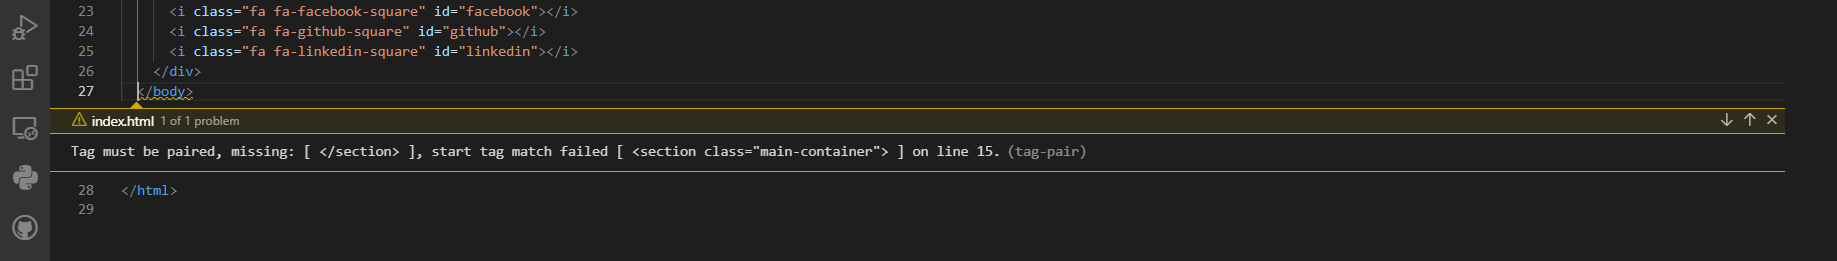 23 <i class="fa fa-facebook-square" id="facebook"></i>
24 <i class="fa fa-github-square" id="github"></i>
25 <i class="fa fa-linkedin-square" id="linkedin"></i>
26 </div>
27 </body>
index.html 1 of 1 problem
Tag must be paired, missing: [ </section> ], start tag match failed [ <section class="main-container"> ] on line 15. (tag-pair)
28 </html>
29